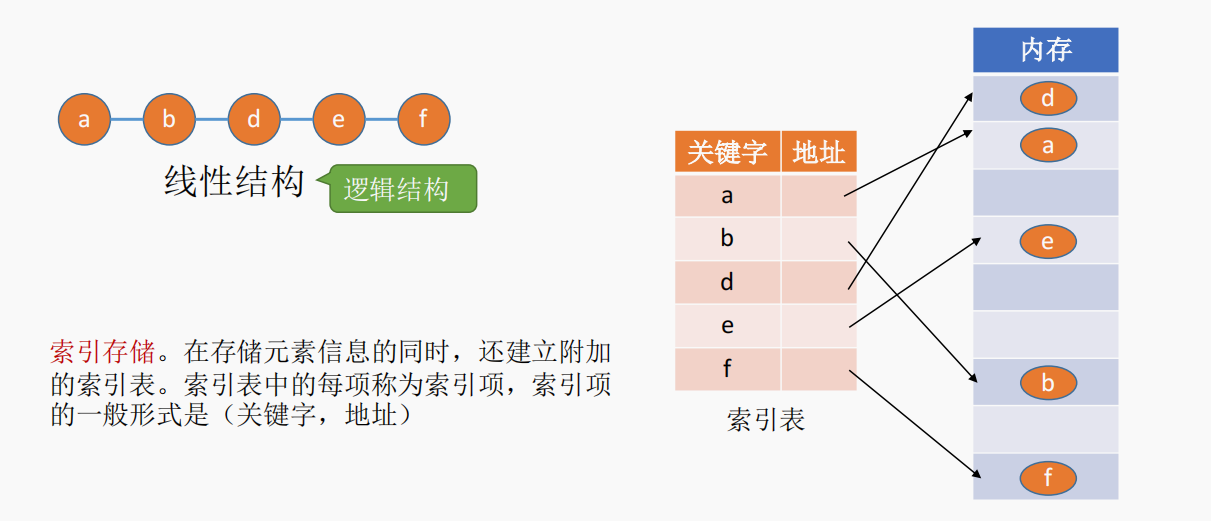 a b d e f
线性结构
逻辑结构
索引存储。在存储元素信息的同时，还建立附加
的索引表。索引表中的每项称为索引项，索引项
的一般形式是（关键字，地址）
关键字 地址
a
b
d
e
f
索引表
内存
d
a
e
b
f